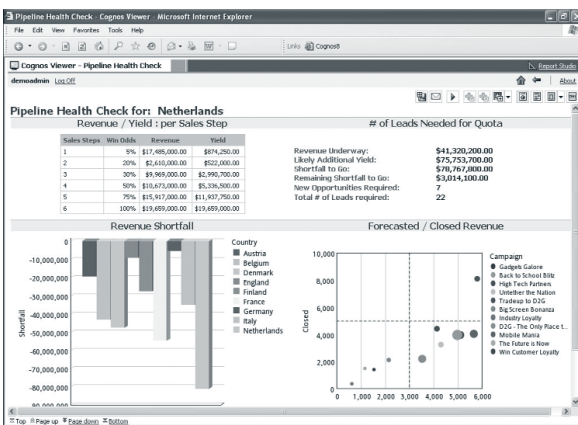 Pipeline Health Check - Cognos Viewer - Microsoft Internet Explorer
File Edit View Favorites Tools Help
Links Cognos8
Cognos Viewer - Pipeline Health Check
Report Studio
demoadmin Log Off
About
Pipeline Health Check for: Netherlands
Revenue / Yield : per Sales Step
# of Leads Needed for Quota
Sales Steps Win Odds Revenue Yield
1 5% $17,485,000.00 $874,250.00
2 20% $2,610,000.00 $522,000.00
3 30% $9,969,000.00 $2,990,700.00
4 50% $10,673,000.00 $5,336,500.00
5 75% $15,917,000.00 $11,937,750.00
6 100% $19,659,000.00 $19,659,000.00
Revenue Underway: $41,320,200.00
Likely Additional Yield: $75,753,700.00
Shortfall to Go: $78,767,800.00
Remaining Shortfall to Go: $3,014,100.00
New Opportunities Required: 7
Total # of Leads required: 22
Revenue Shortfall
Forecasted / Closed Revenue
Shortfall
0
-10,000,000
-20,000,000
-30,000,000
-40,000,000
-50,000,000
-60,000,000
-70,000,000
-80,000,000
-90,000,000
Country
Austria
Belgium
Denmark
England
Finland
France
Germany
Italy
Netherlands
Closed
10,000
8,000
6,000
4,000
2,000
0
0 1,000 2,000 3,000 4,000 5,000 6,000
Campaign
Gadgets Galore
Back to School Blitz
High Tech Partners
Untether the Nation
Tradeup to D2G
Big Screen Bonanza
Industry Loyalty
D2G - The Only Place t...
Mobile Mania
The Future is Now
Win Customer Loyalty
Top Page up Page down Bottom